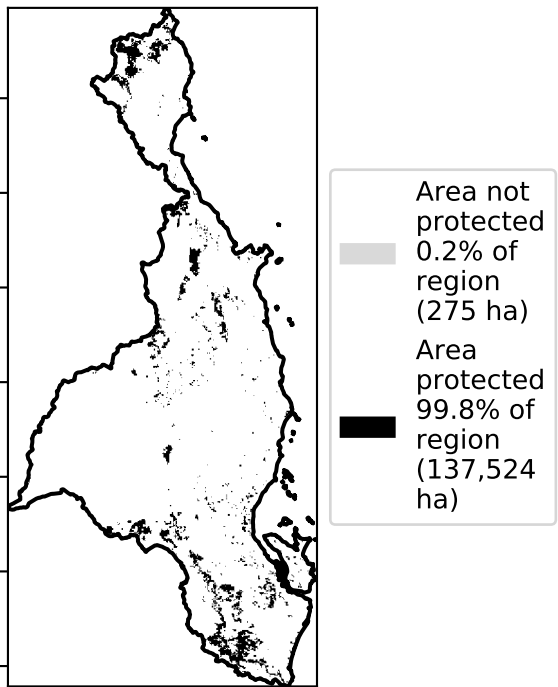 Area not
protected
0.2% of
region
(275 ha)
Area
protected
99.8% of
region
(137,524
ha)